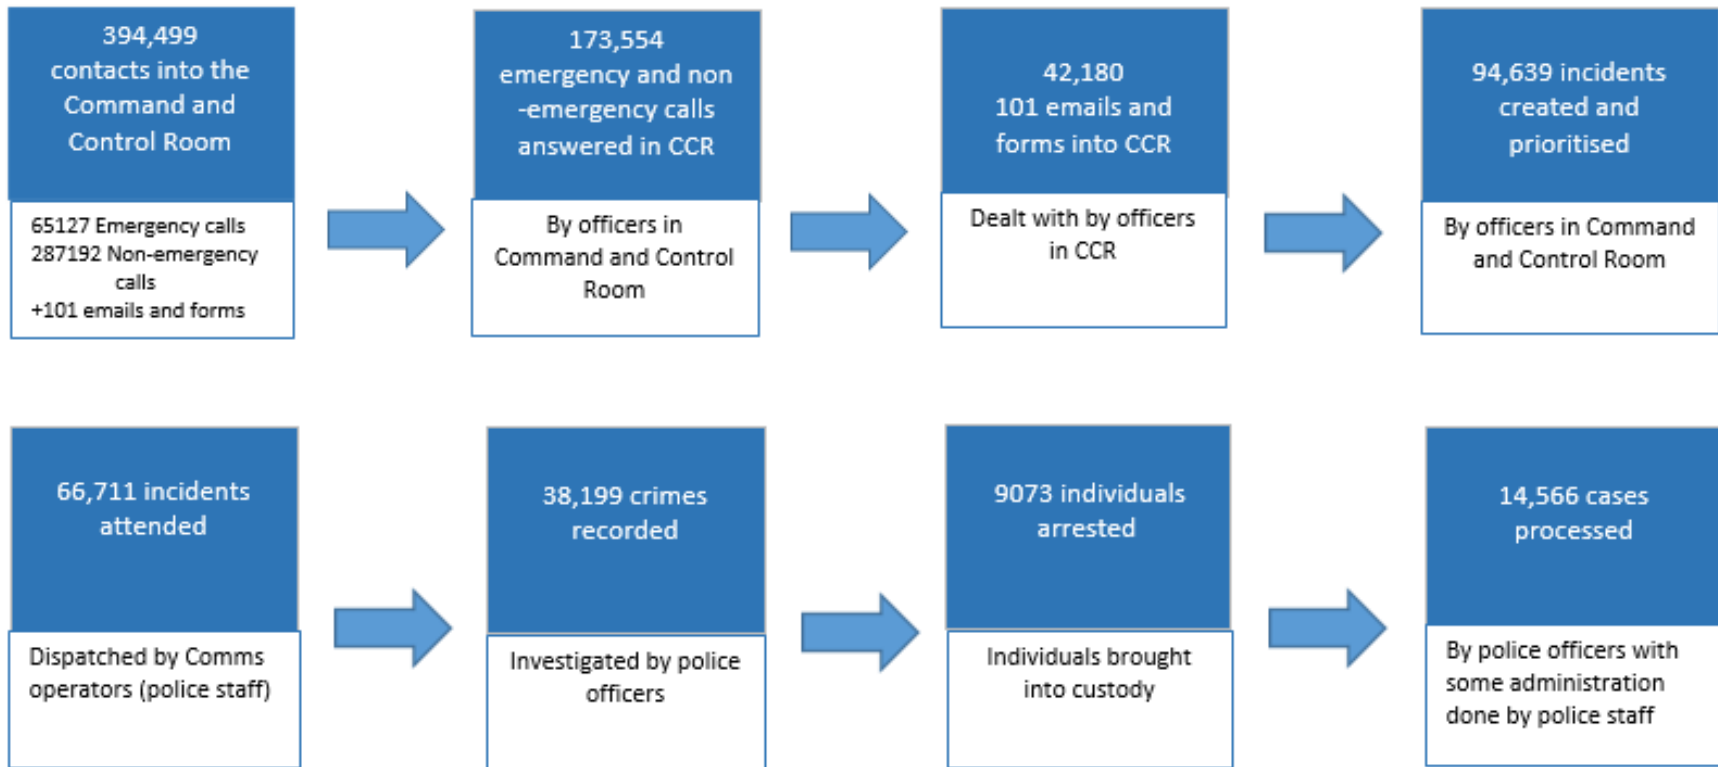 394,499
contacts into the
Command and
Control Room
65127 Emergency calls
287192 Non-emergency
calls
+101 emails and forms
173,554
emergency and non
-emergency calls
answered in CCR
By officers in
Command and Control
Room
42,180
101 emails and
forms into CCR
Dealt with by officers
in CCR
94,639 incidents
created and
prioritised
By officers in Command
and Control Room
66,711 incidents
attended
Dispatched by Comms
operators (police staff)
38,199 crimes
recorded
Investigated by police
officers
9073 individuals
arrested
Individuals brought
into custody
14,566 cases
processed
By police officers with
some administration
done by police staff